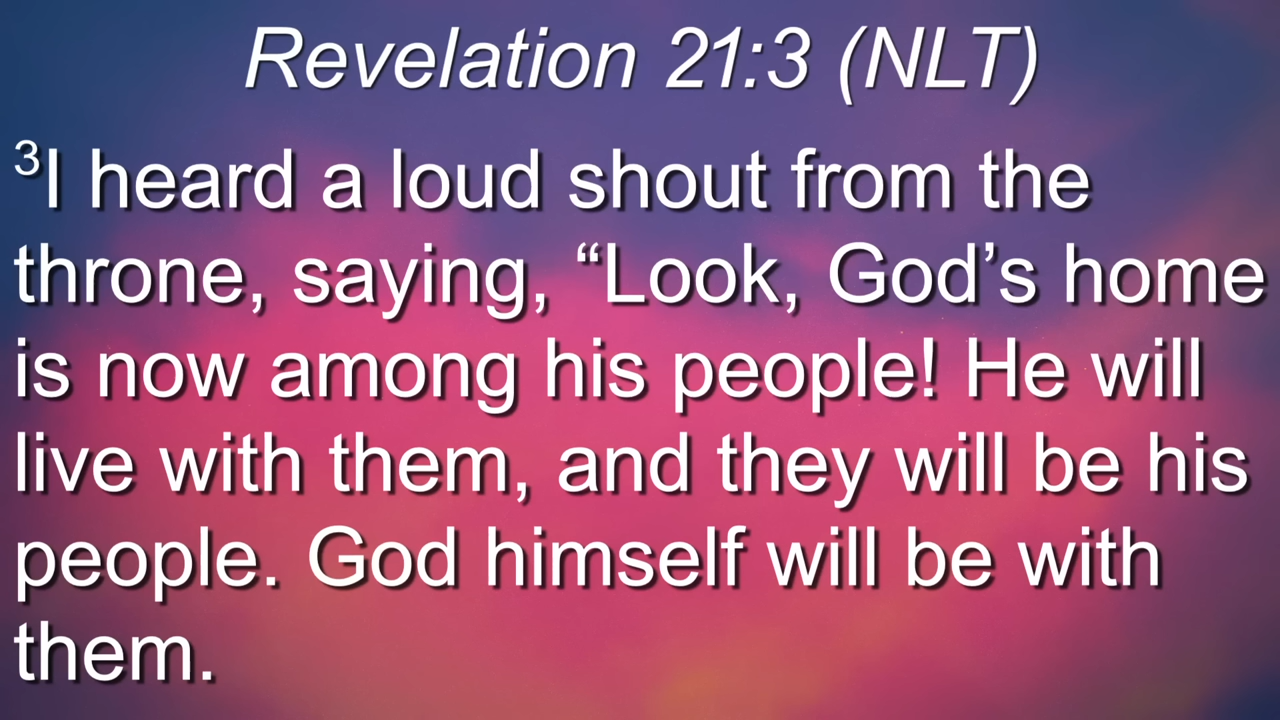 Revelation 21:3 (NLT)
³I heard a loud shout from the
throne, saying, “Look, God’s home
is now among his people! He will
live with them, and they will be his
people. God himself will be with
them.